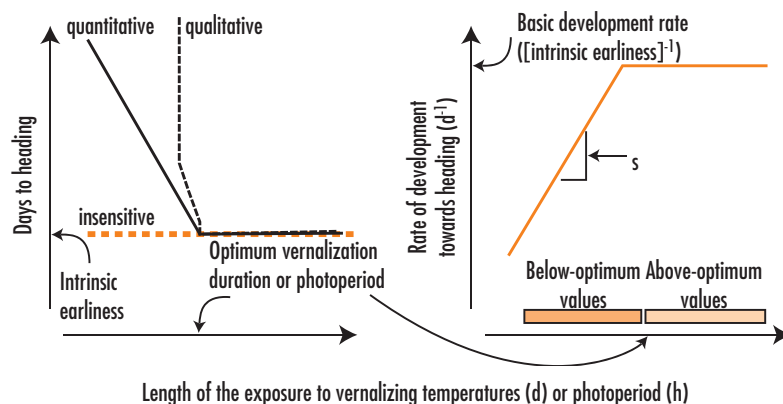 quantitative
qualitative
Days to heading
insensitive
Intrinsic
earliness
Optimum vernalization
duration or photoperiod
Basic development rate
([intrinsic earliness]⁻¹)
Rate of development
towards heading (d⁻¹)
s
Below-optimum
values
Above-optimum
values
Length of the exposure to vernalizing temperatures (d) or photoperiod (h)